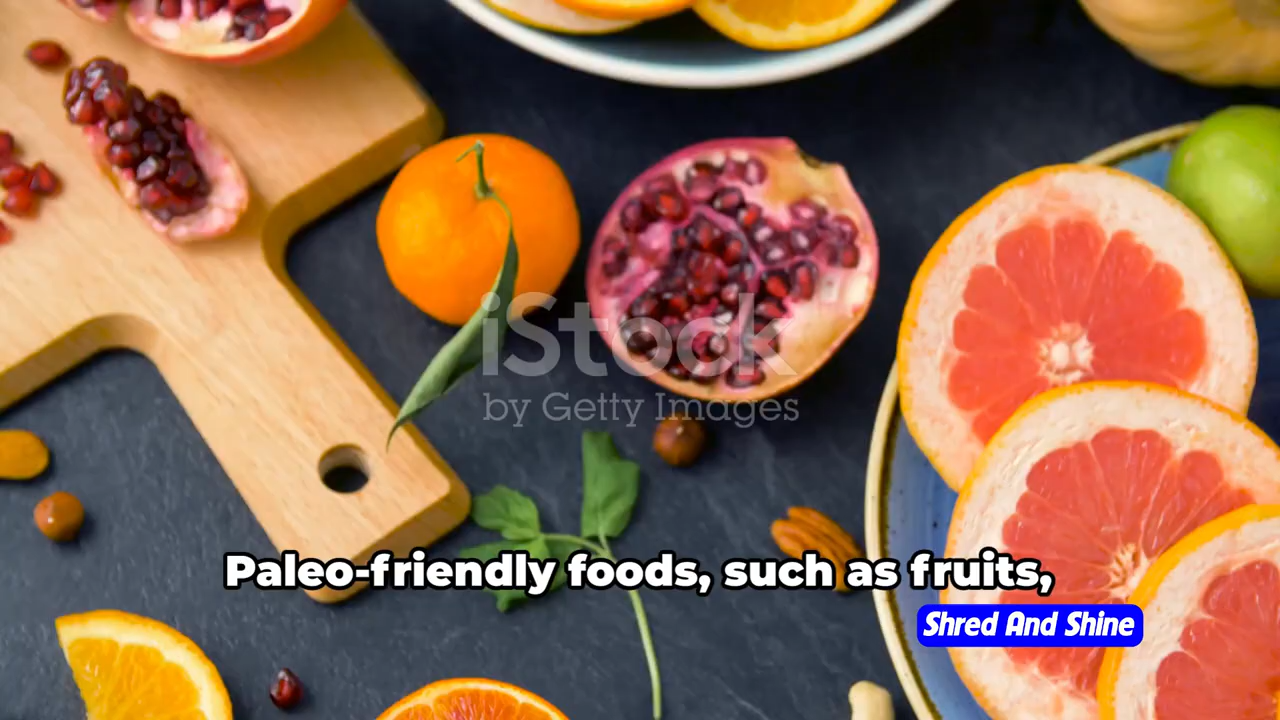 iStock
by Getty Images
Paleo-friendly foods, such as fruits,
Shred And Shine